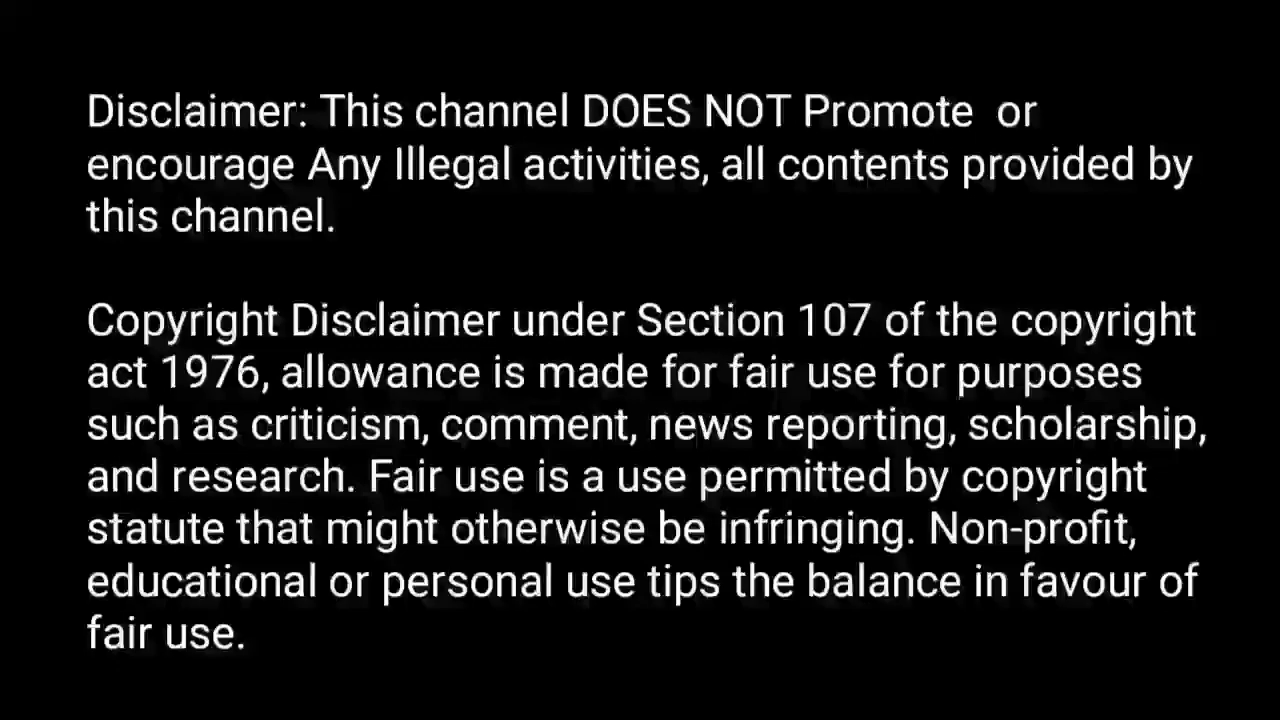 Disclaimer: This channel DOES NOT Promote  or
encourage Any Illegal activities, all contents provided by
this channel.
Copyright Disclaimer under Section 107 of the copyright
act 1976, allowance is made for fair use for purposes
such as criticism, comment, news reporting, scholarship,
and research. Fair use is a use permitted by copyright
statute that might otherwise be infringing. Non-profit,
educational or personal use tips the balance in favour of
fair use.